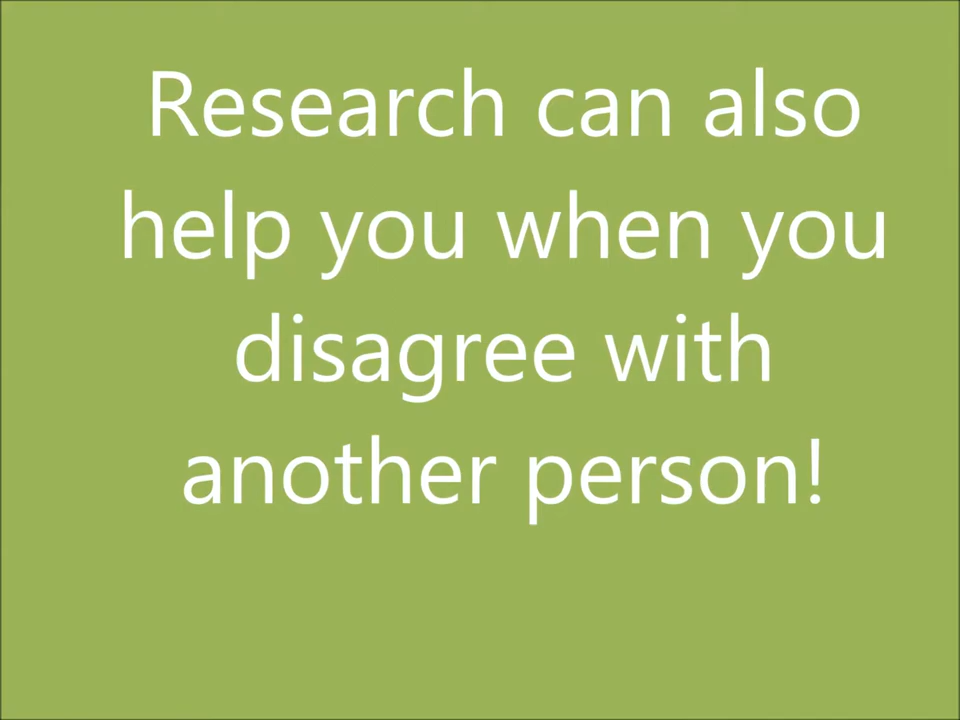 Research can also
help you when you
disagree with
another person!